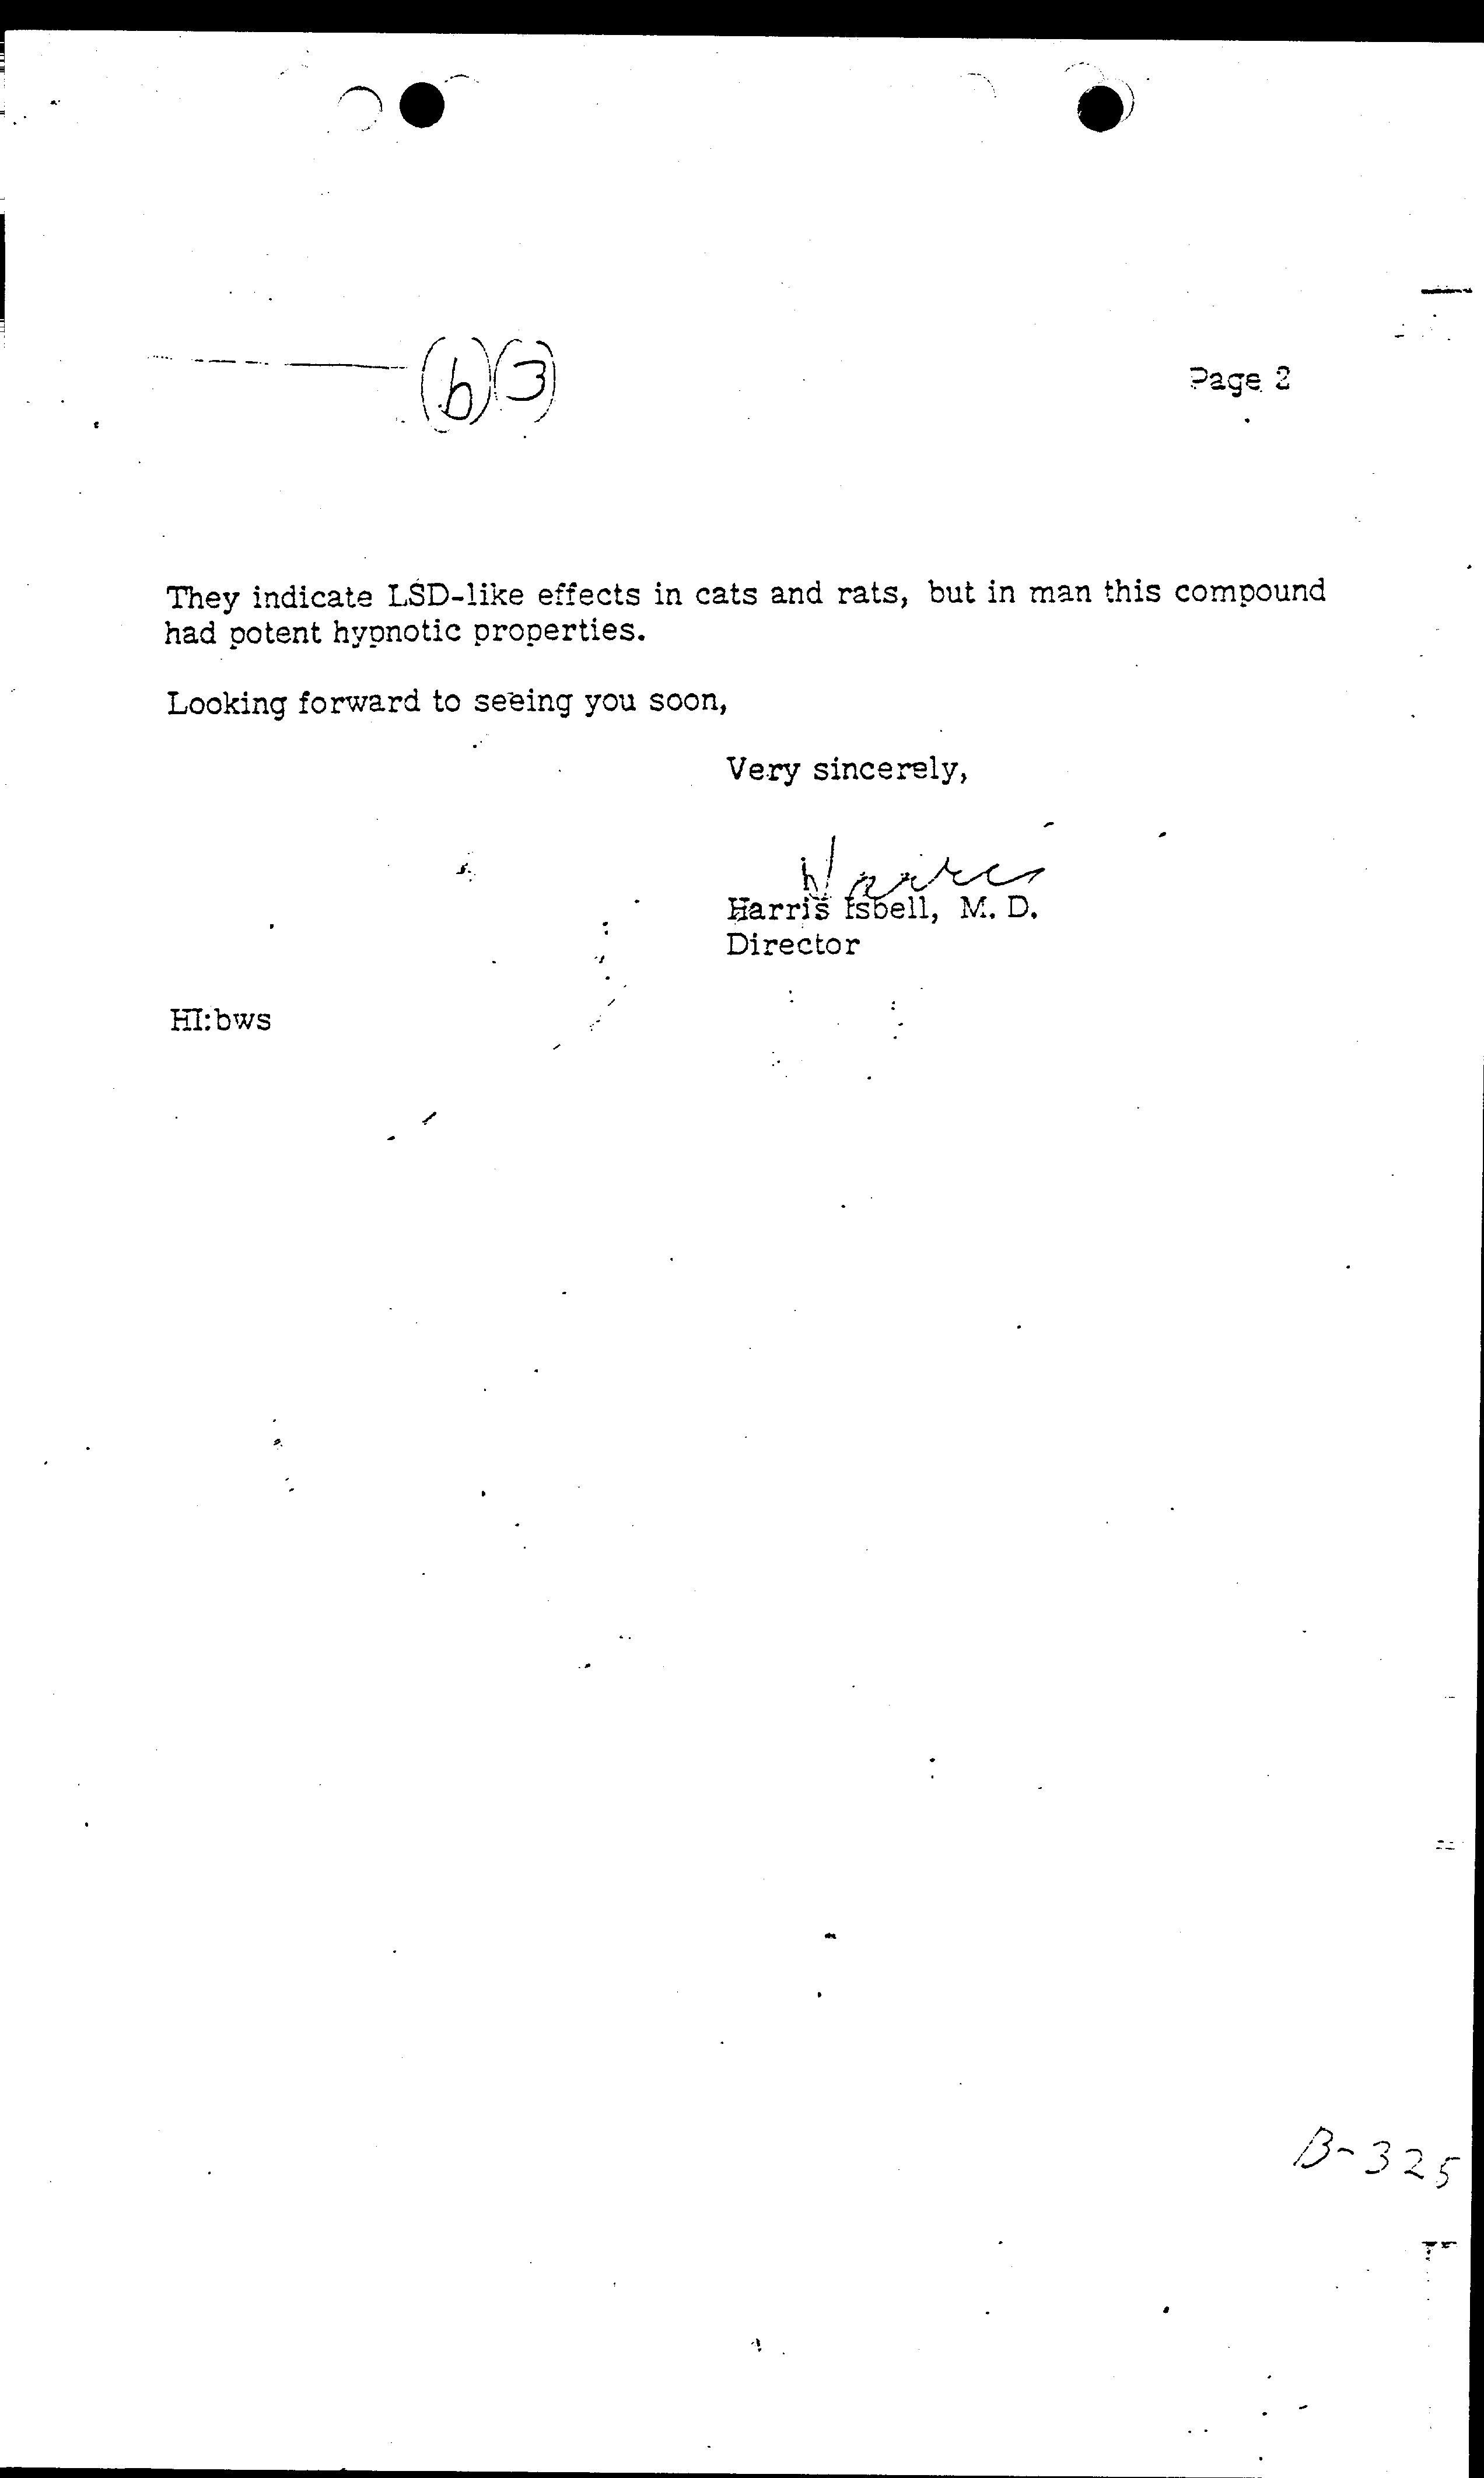 (b)(3)
Page 2
They indicate LSD-like effects in cats and rats, but in man this compound
had potent hypnotic properties.
Looking forward to seeing you soon,
Very sincerely,
Harris
Harris Isbell, M. D.
Director
HI:bws
B-325